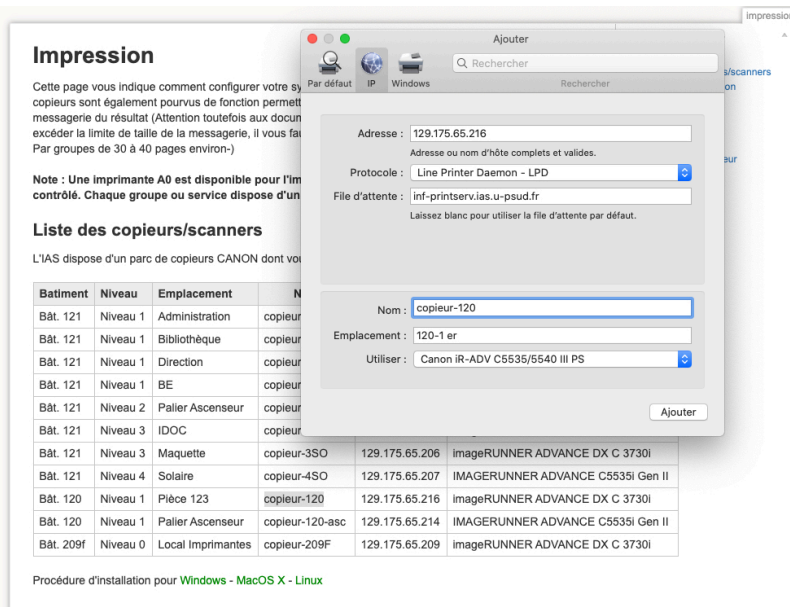 impression
Impression
Cette page vous indique comment configurer votre sy
copieurs sont également pourvus de fonction permett
messagerie du résultat (Attention toutefois aux docum
excéder la limite de taille de la messagerie, il vous fau
Par groupes de 30 à 40 pages environ-)
Note : Une imprimante A0 est disponible pour l'im
contrôlé. Chaque groupe ou service dispose d'un
Liste des copieurs/scanners
L'IAS dispose d'un parc de copieurs CANON dont vou
s/scanners
on
eur
Ajouter
Par défaut IP Windows
Rechercher
Rechercher
Adresse : 129.175.65.216
Adresse ou nom d'hôte complets et valides.
Protocole : Line Printer Daemon - LPD
File d'attente : inf-printserv.ias.u-psud.fr
Laissez blanc pour utiliser la file d'attente par défaut.
Nom : copieur-120
Emplacement : 120-1 er
Utiliser : Canon iR-ADV C5535/5540 III PS
Ajouter
Batiment Niveau Emplacement N
Bât. 121 Niveau 1 Administration copieur
Bât. 121 Niveau 1 Bibliothèque copieur
Bât. 121 Niveau 1 Direction copieur
Bât. 121 Niveau 1 BE copieur
Bât. 121 Niveau 2 Palier Ascenseur copieur
Bât. 121 Niveau 3 IDOC copieur
Bât. 121 Niveau 3 Maquette copieur-3SO 129.175.65.206 imageRUNNER ADVANCE DX C 3730i
Bât. 121 Niveau 4 Solaire copieur-4SO 129.175.65.207 IMAGERUNNER ADVANCE C5535i Gen II
Bât. 120 Niveau 1 Pièce 123 copieur-120 129.175.65.216 imageRUNNER ADVANCE DX C 3730i
Bât. 120 Niveau 1 Palier Ascenseur copieur-120-asc 129.175.65.214 IMAGERUNNER ADVANCE C5535i Gen II
Bât. 209f Niveau 0 Local Imprimantes copieur-209F 129.175.65.209 imageRUNNER ADVANCE DX C 3730i
Procédure d'installation pour Windows - MacOS X - Linux